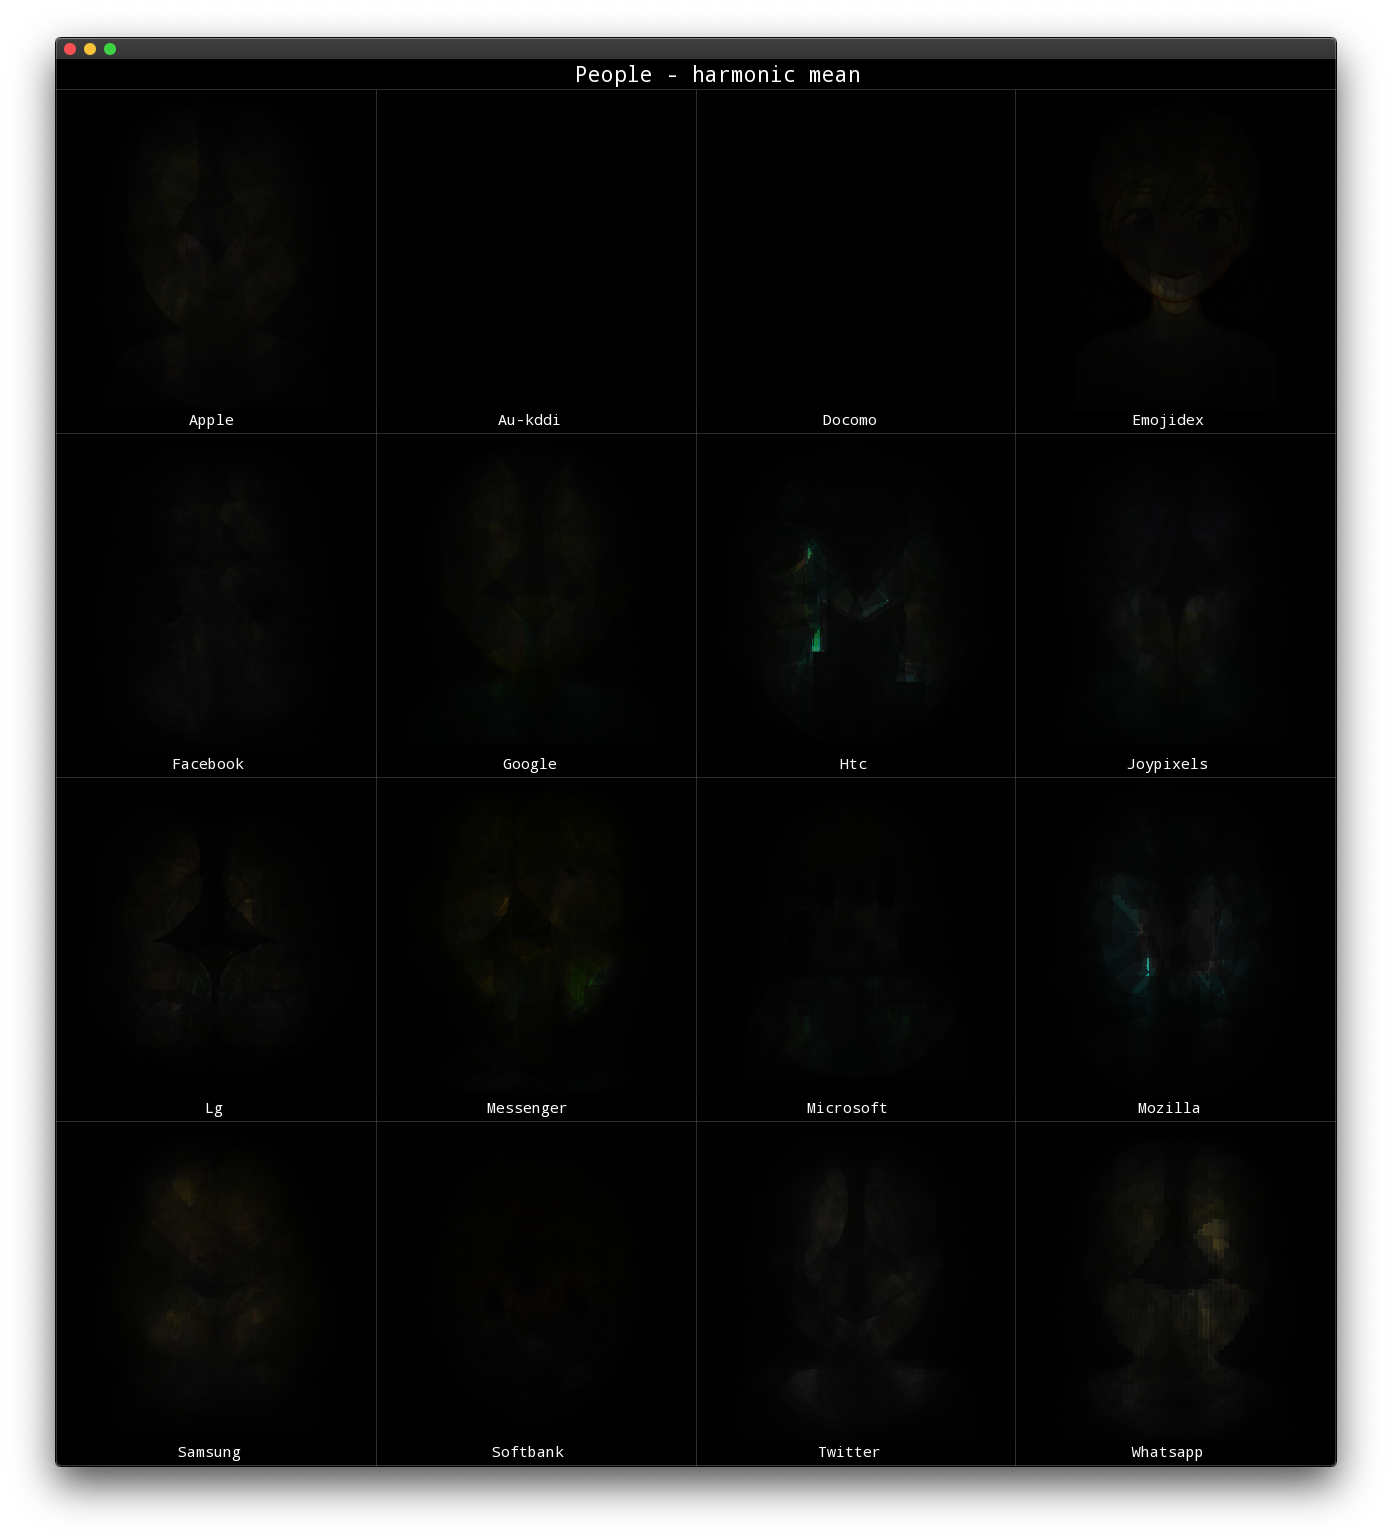 People - harmonic mean
Apple
Au-kddi
Docomo
Emojidex
Facebook
Google
Htc
Joypixels
Lg
Messenger
Microsoft
Mozilla
Samsung
Softbank
Twitter
Whatsapp